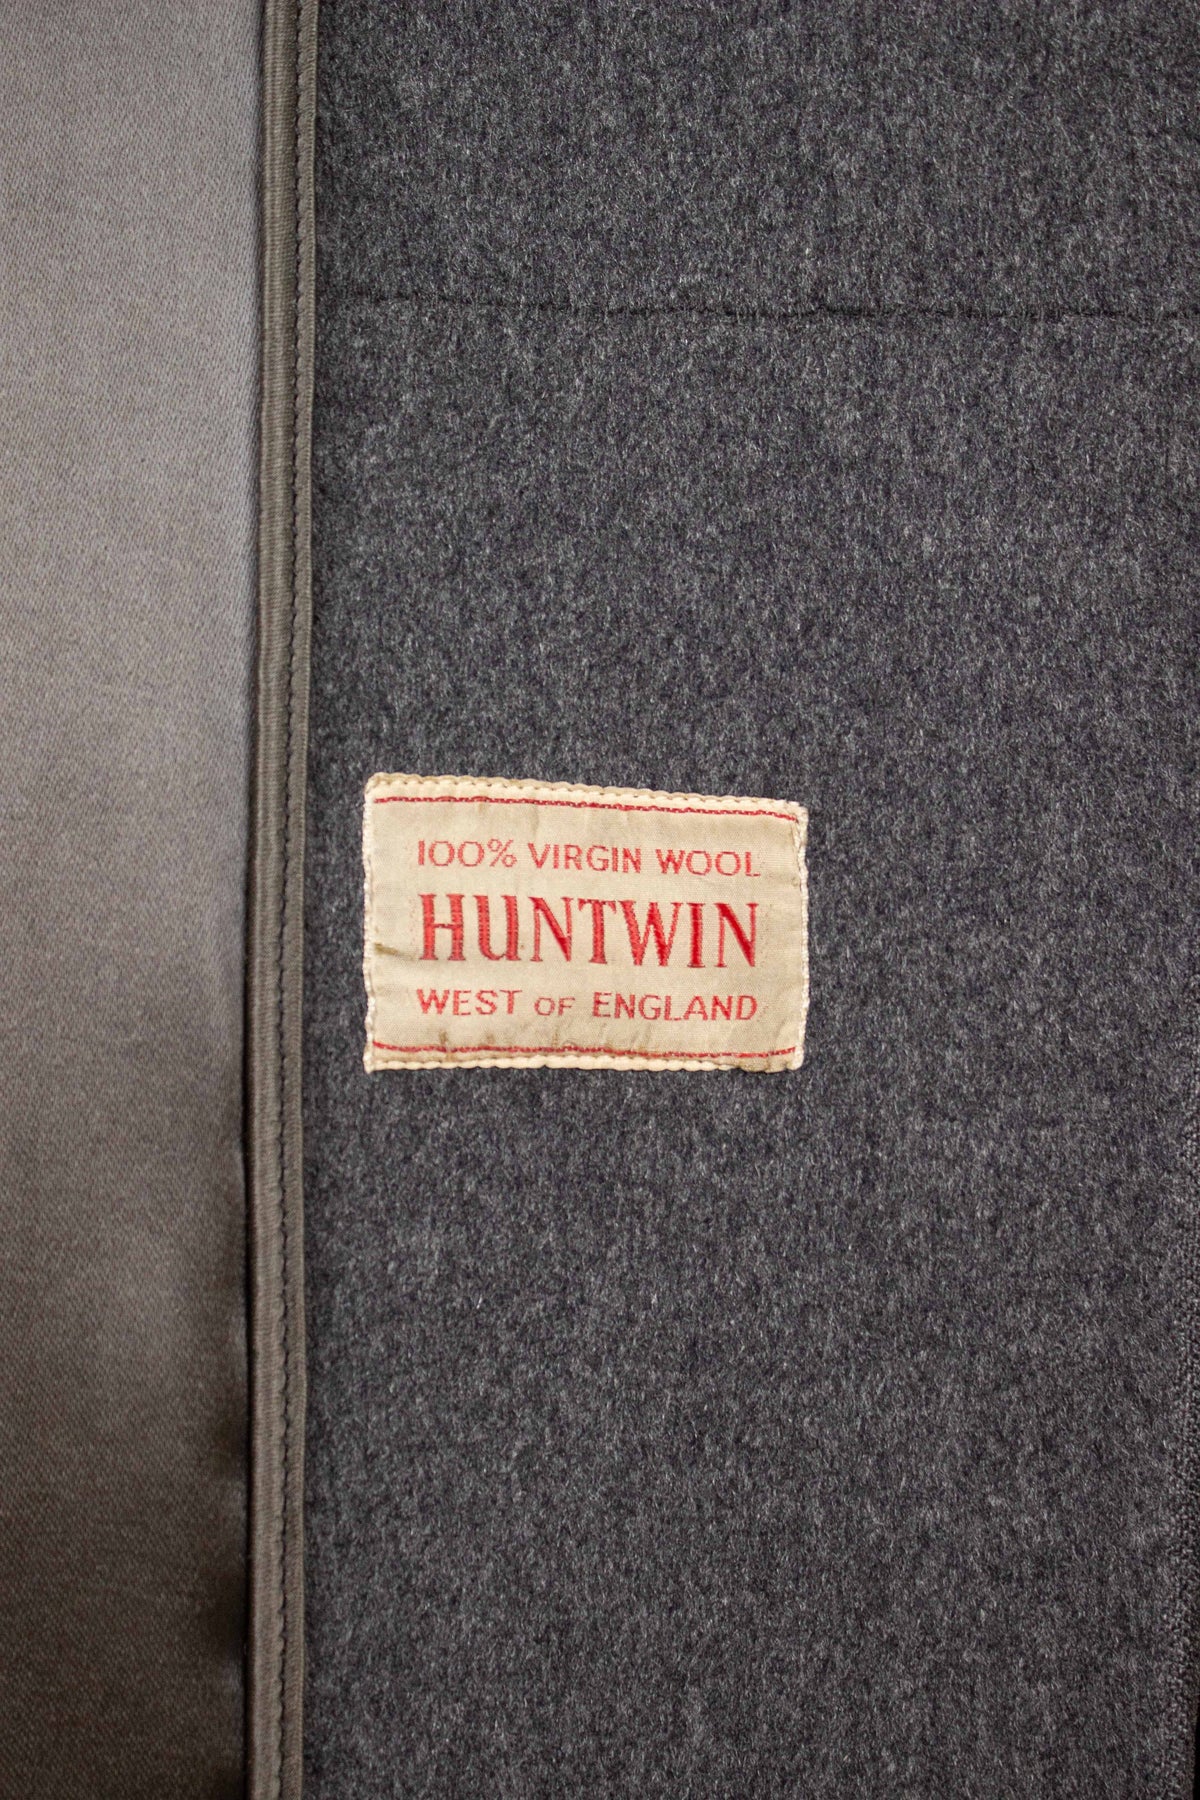 100% VIRGIN WOOL
HUNTWIN
WEST OF ENGLAND